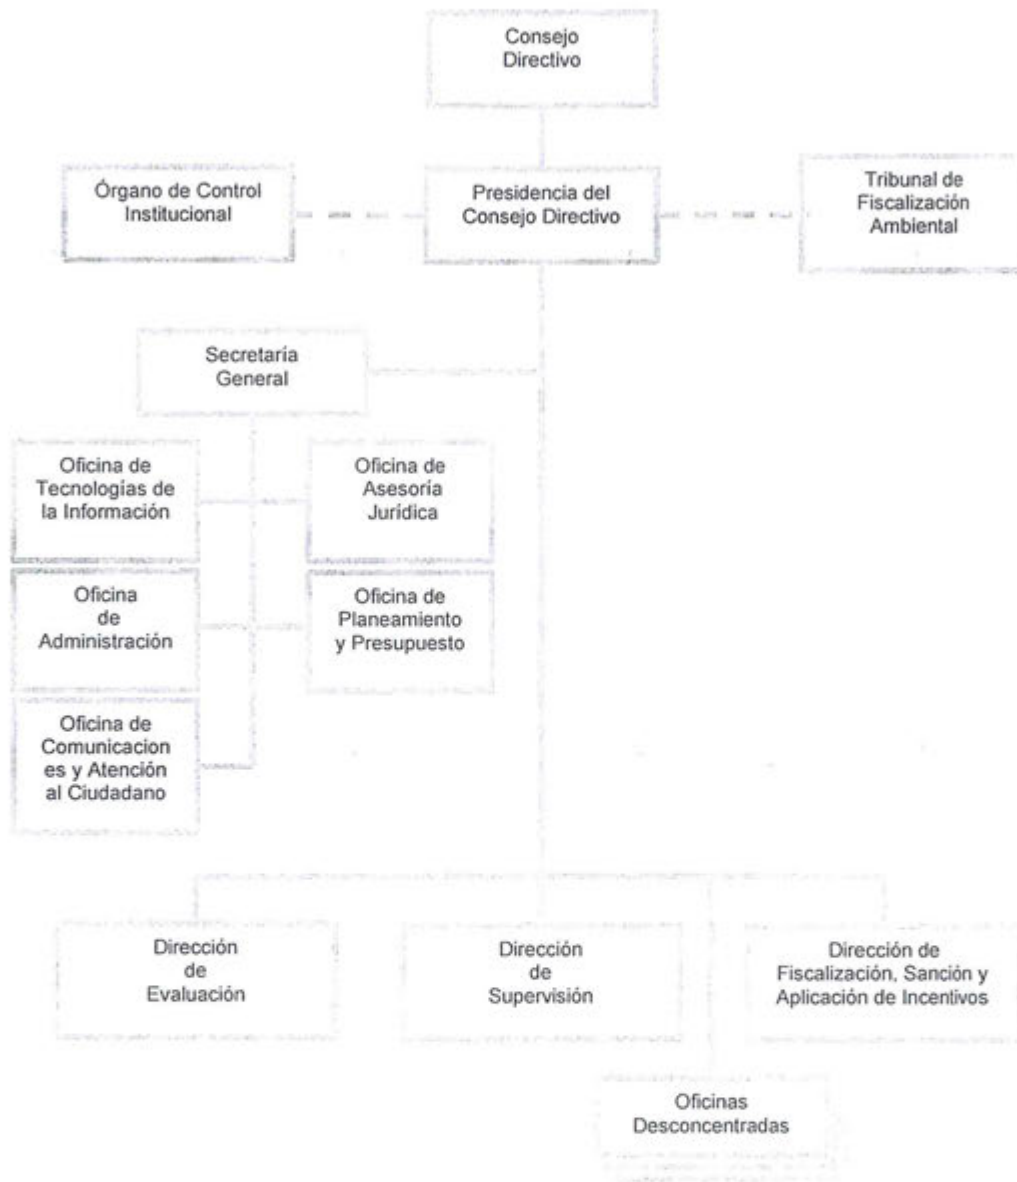 Consejo
Directivo
Órgano de Control
Institucional
Presidencia del
Consejo Directivo
Tribunal de
Fiscalización
Ambiental
Secretaría
General
Oficina de
Tecnologías de
la Información
Oficina de
Asesoría
Jurídica
Oficina
de
Administración
Oficina de
Planeamiento
y Presupuesto
Oficina de
Comunicacion
es y Atención
al Ciudadano
Dirección
de
Evaluación
Dirección
de
Supervisión
Dirección de
Fiscalización, Sanción y
Aplicación de Incentivos
Oficinas
Desconcentradas